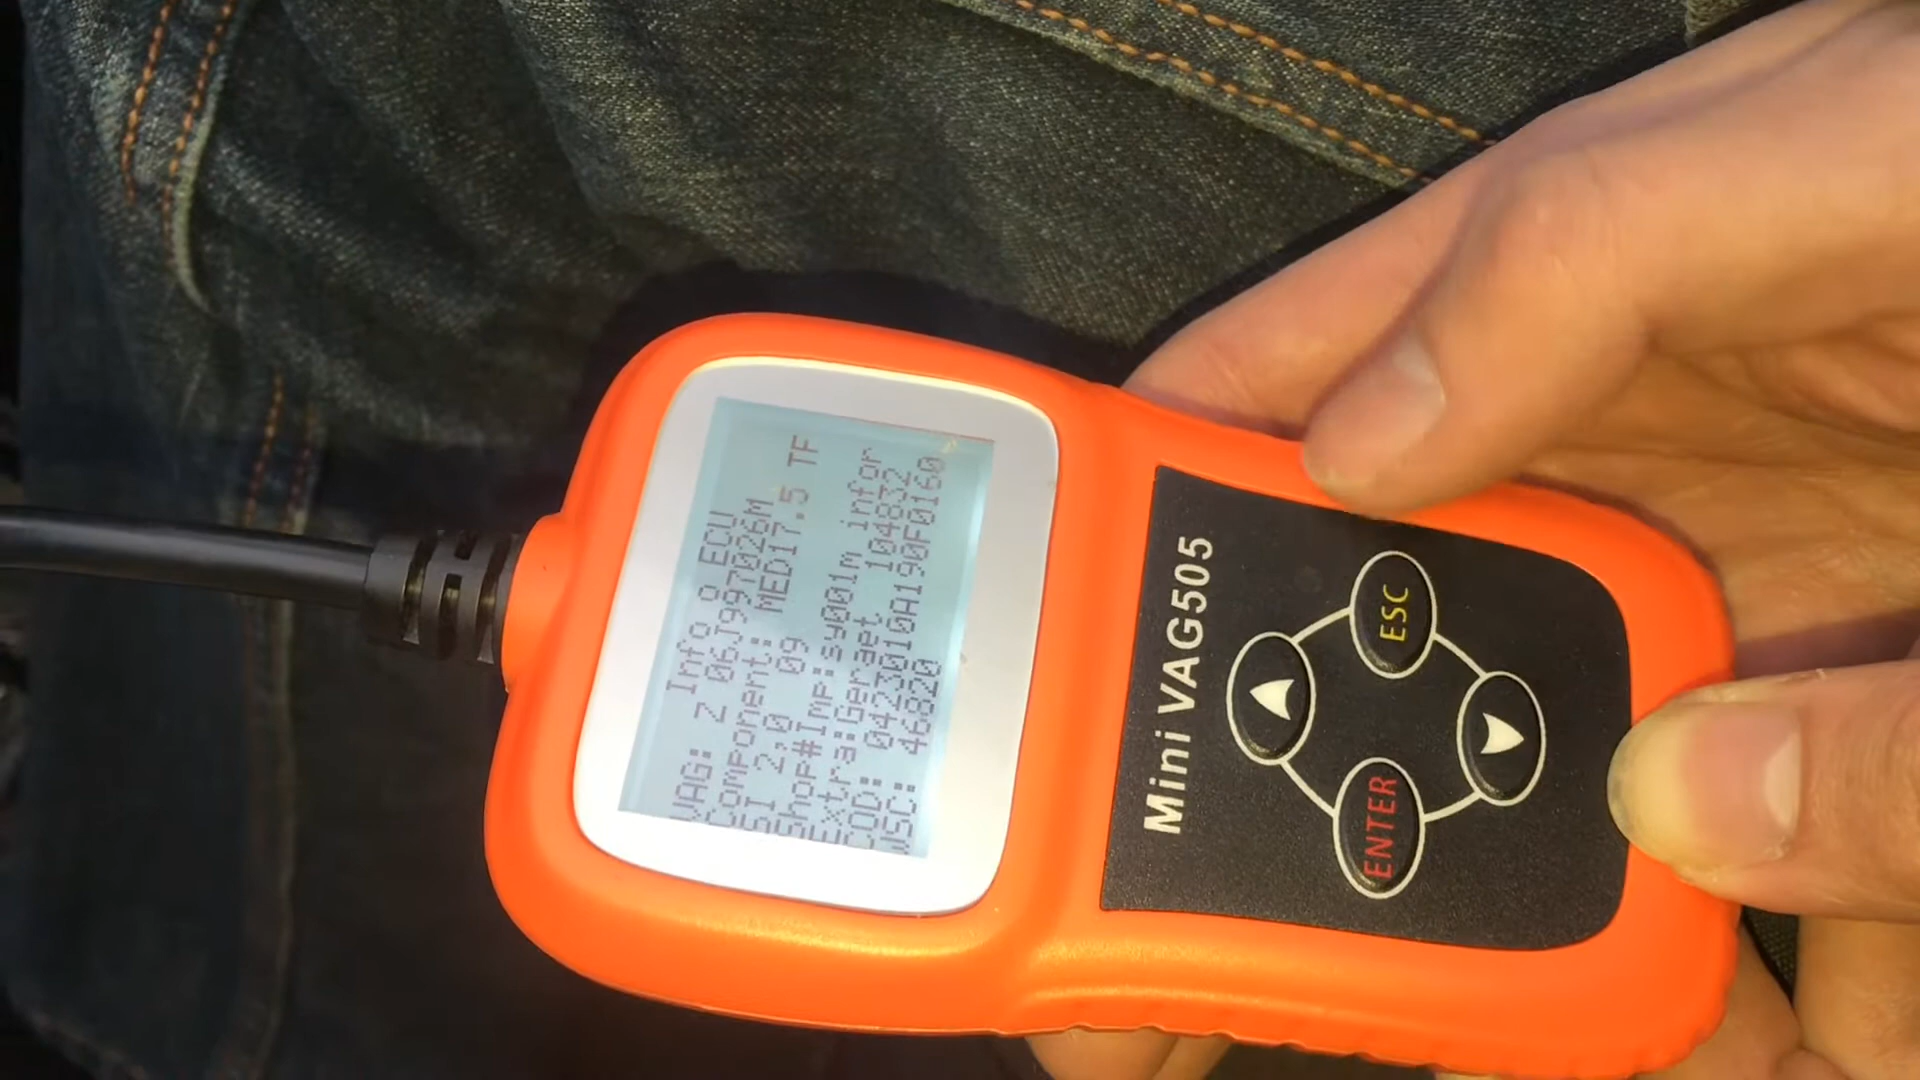 Info o ECU
VAG: Z 06J997026M
Component: MED17.5 TF
SI 2,0 09
Shop#Imp:sy001m infor
Extra:Geraet 104832
COD: 0423010A190F0160
WSC: 46820
Mini VAG505
ESC
ENTER